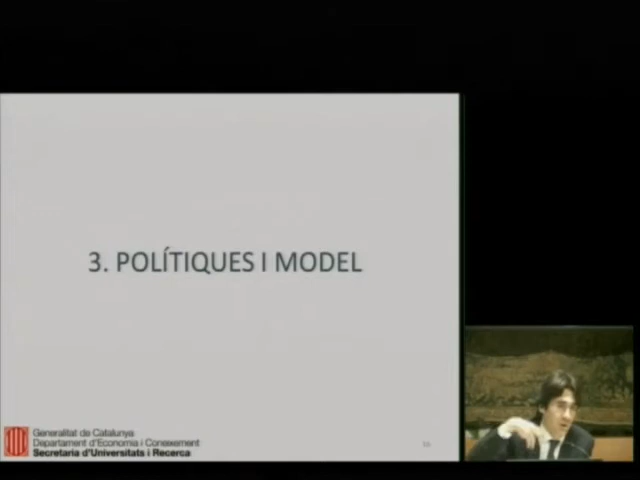 3. POLÍTIQUES I MODEL
Generalitat de Catalunya
Departament d'Economia i Coneixement
Secretaria d'Universitats i Recerca